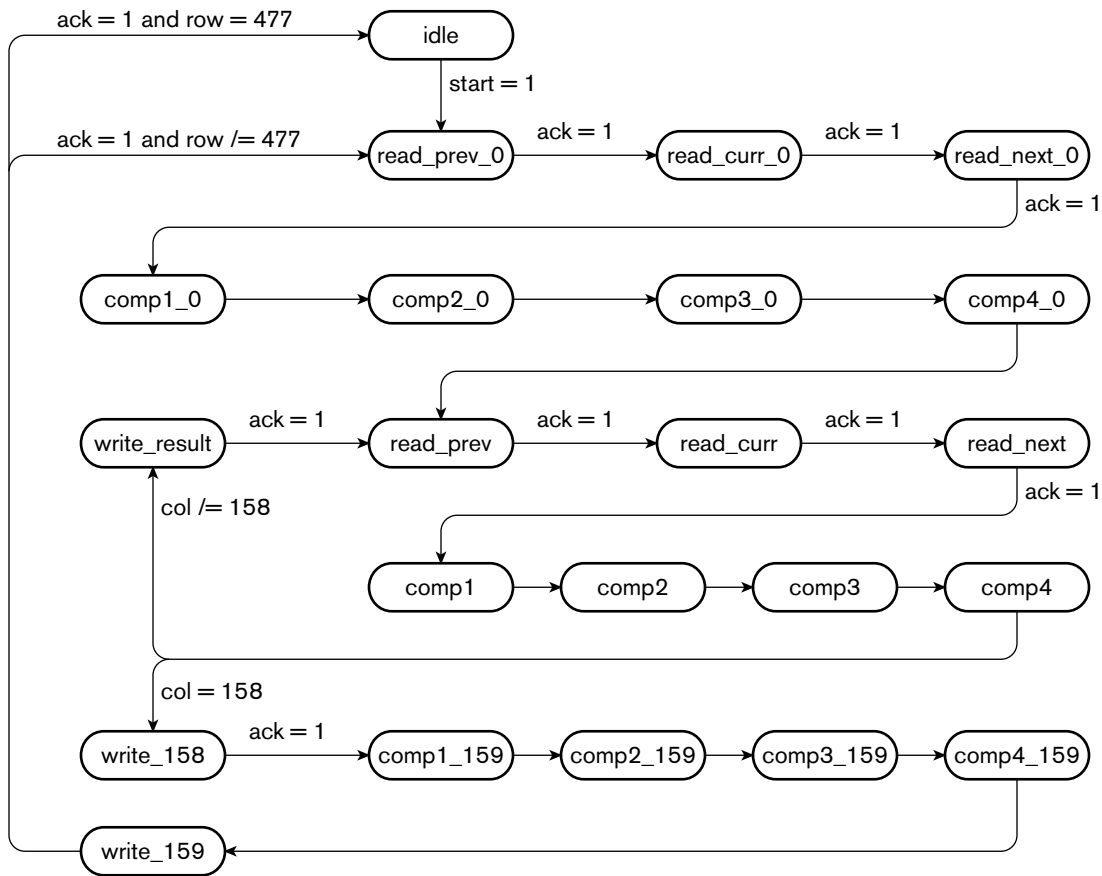 ack = 1 and row = 477
idle
start = 1
ack = 1 and row /= 477
read_prev_0
ack = 1
read_curr_0
ack = 1
read_next_0
ack = 1
comp1_0
comp2_0
comp3_0
comp4_0
write_result
ack = 1
read_prev
ack = 1
read_curr
ack = 1
read_next
col /= 158
ack = 1
comp1
comp2
comp3
comp4
col = 158
write_158
ack = 1
comp1_159
comp2_159
comp3_159
comp4_159
write_159